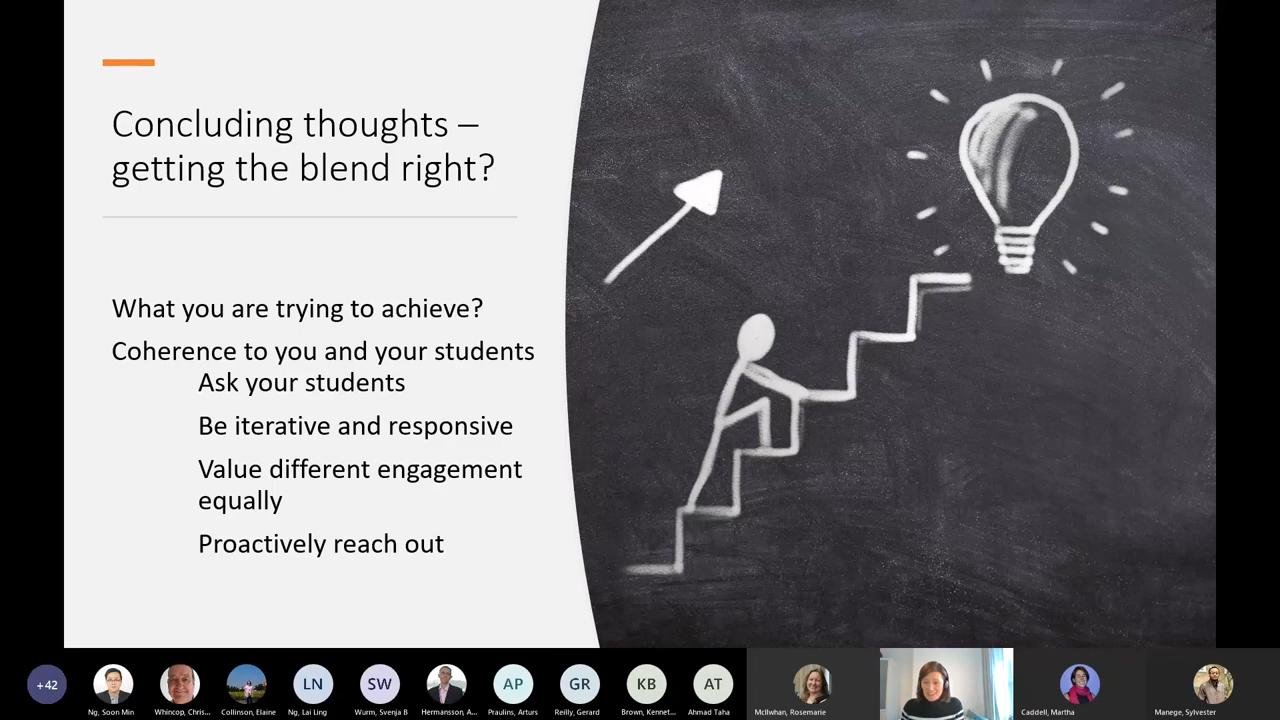 Concluding thoughts –
getting the blend right?
What you are trying to achieve?
Coherence to you and your students
Ask your students
Be iterative and responsive
Value different engagement
equally
Proactively reach out
+42
LN
SW
AP
GR
KB
AT
Ng, Soon Min
Whincop, Chris...
Collinson, Elaine
Ng, Lai Ling
Wurm, Svenja B
Hermansson, A...
Praulins, Arturs
Reilly, Gerard
Brown, Kennet...
Ahmad Taha
McIlwhan, Rosemarie
Caddell, Martha
Manege, Sylvester